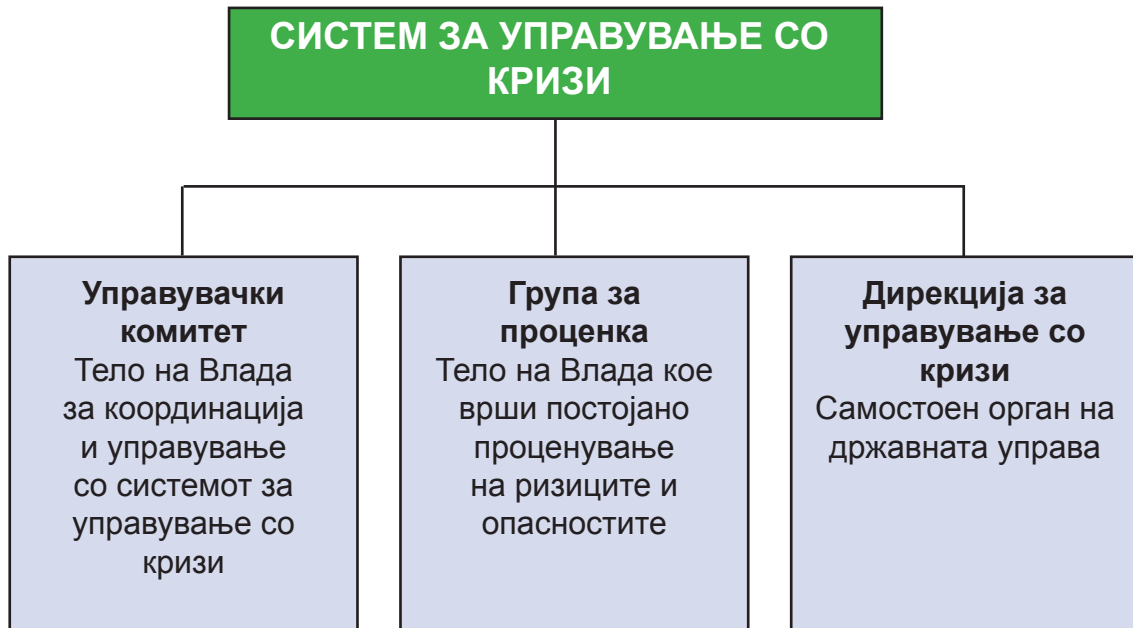 СИСТЕМ ЗА УПРАВУВАЊЕ СО
КРИЗИ
Управувачки
комитет
Тело на Влада
за координација
и управување
со системот за
управување со
кризи
Група за
проценка
Тело на Влада кое
врши постојано
проценување
на ризиците и
опасностите
Дирекција за
управување со
кризи
Самостоен орган на
државната управа